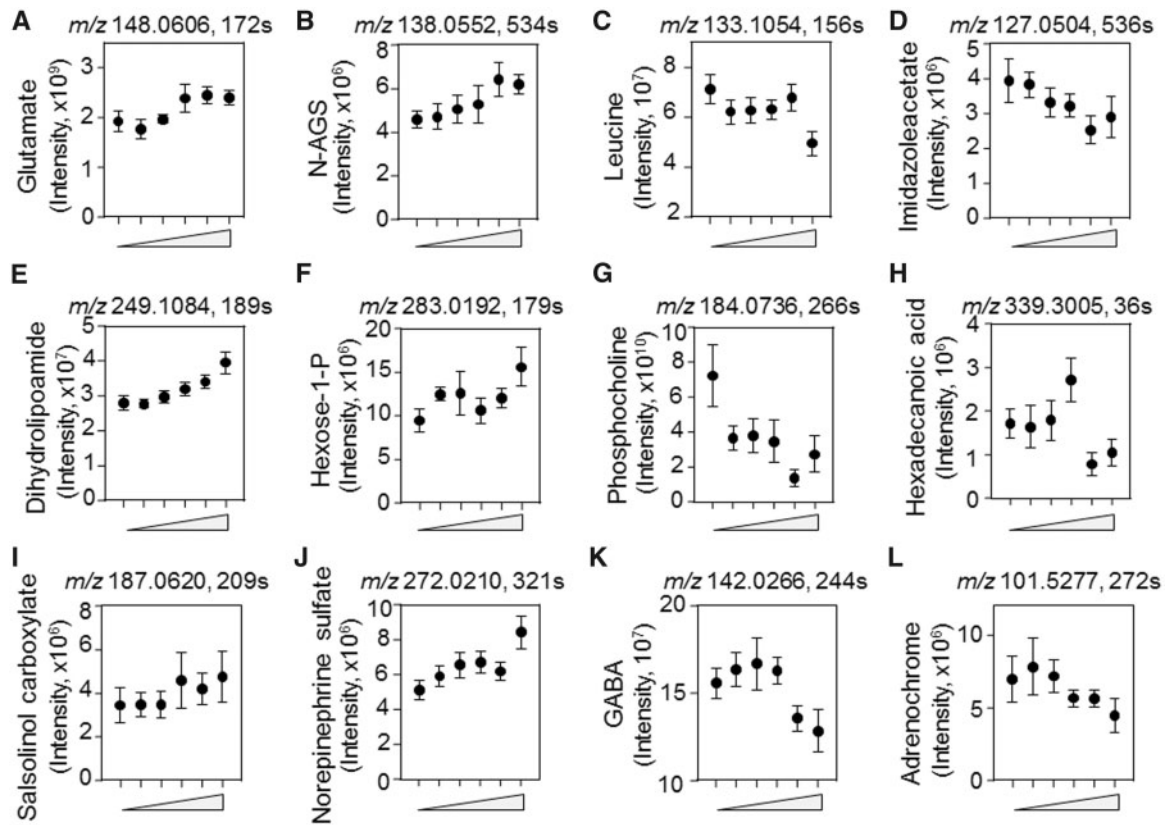 A
m/z 148.0606, 172s
Glutamate
(Intensity, x10⁹)
3
2
1
0
B
m/z 138.0552, 534s
N-AGS
(Intensity, x10⁶)
8
6
4
2
0
C
m/z 133.1054, 156s
Leucine
(Intensity, 10⁷)
8
6
4
2
D
m/z 127.0504, 536s
Imidazoleacetate
(Intensity, x10⁶)
5
4
3
2
1
0
E
m/z 249.1084, 189s
Dihydrolipoamide
(Intensity, x10⁷)
5
4
3
2
1
0
F
m/z 283.0192, 179s
Hexose-1-P
(Intensity, x10⁶)
20
15
10
5
0
G
m/z 184.0736, 266s
Phosphocholine
(Intensity, x10¹⁰)
10
8
6
4
2
0
H
m/z 339.3005, 36s
Hexadecanoic acid
(Intensity, 10⁶)
4
3
2
1
0
I
m/z 187.0620, 209s
Salsolinol carboxylate
(Intensity, x10⁶)
8
6
4
2
0
J
m/z 272.0210, 321s
Norepinephrine sulfate
(Intensity, x10⁶)
10
8
6
4
2
0
K
m/z 142.0266, 244s
GABA
(Intensity, 10⁷)
20
15
10
L
m/z 101.5277, 272s
Adrenochrome
(Intensity, x10⁶)
10
5
0